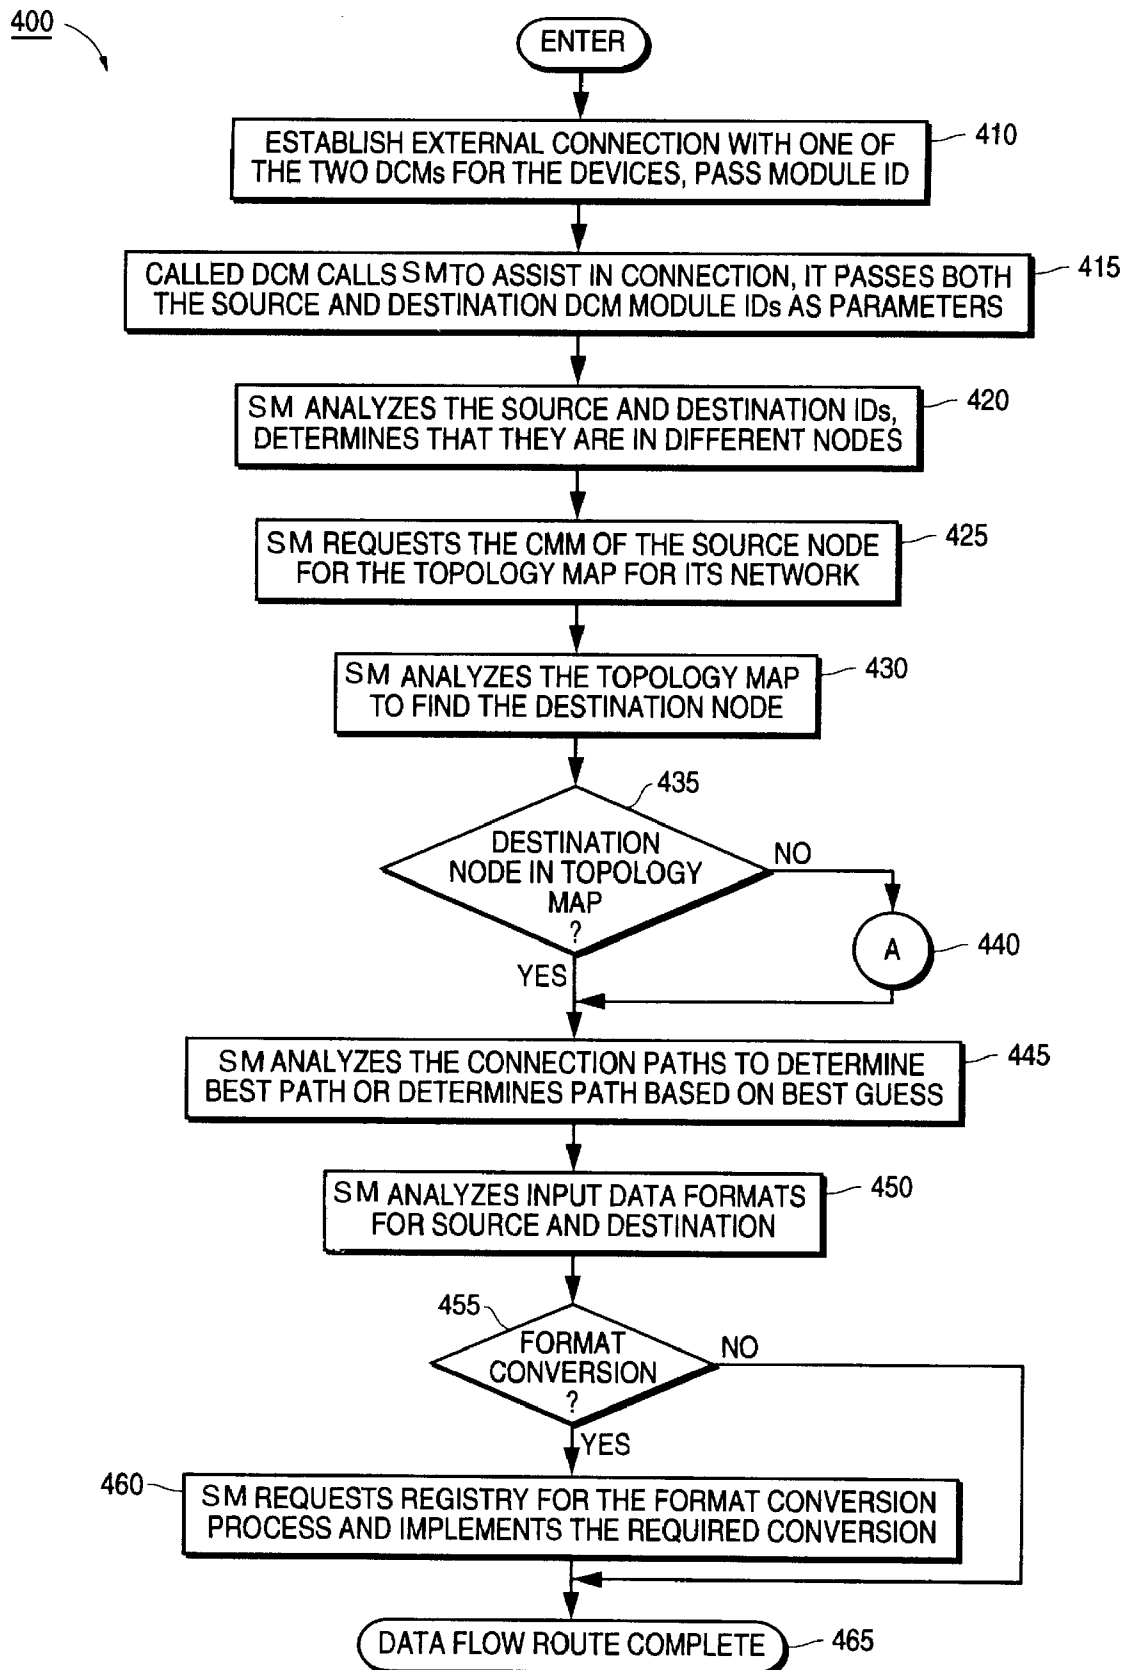 400
ENTER
ESTABLISH EXTERNAL CONNECTION WITH ONE OF
THE TWO DCMs FOR THE DEVICES, PASS MODULE ID
410
CALLED DCM CALLS SM TO ASSIST IN CONNECTION, IT PASSES BOTH
THE SOURCE AND DESTINATION DCM MODULE IDs AS PARAMETERS
415
SM ANALYZES THE SOURCE AND DESTINATION IDs,
DETERMINES THAT THEY ARE IN DIFFERENT NODES
420
SM REQUESTS THE CMM OF THE SOURCE NODE
FOR THE TOPOLOGY MAP FOR ITS NETWORK
425
SM ANALYZES THE TOPOLOGY MAP
TO FIND THE DESTINATION NODE
430
435
DESTINATION
NODE IN TOPOLOGY
MAP
?
NO
A
440
YES
SM ANALYZES THE CONNECTION PATHS TO DETERMINE
BEST PATH OR DETERMINES PATH BASED ON BEST GUESS
445
SM ANALYZES INPUT DATA FORMATS
FOR SOURCE AND DESTINATION
450
455
FORMAT
CONVERSION
?
NO
YES
460
SM REQUESTS REGISTRY FOR THE FORMAT CONVERSION
PROCESS AND IMPLEMENTS THE REQUIRED CONVERSION
DATA FLOW ROUTE COMPLETE
465